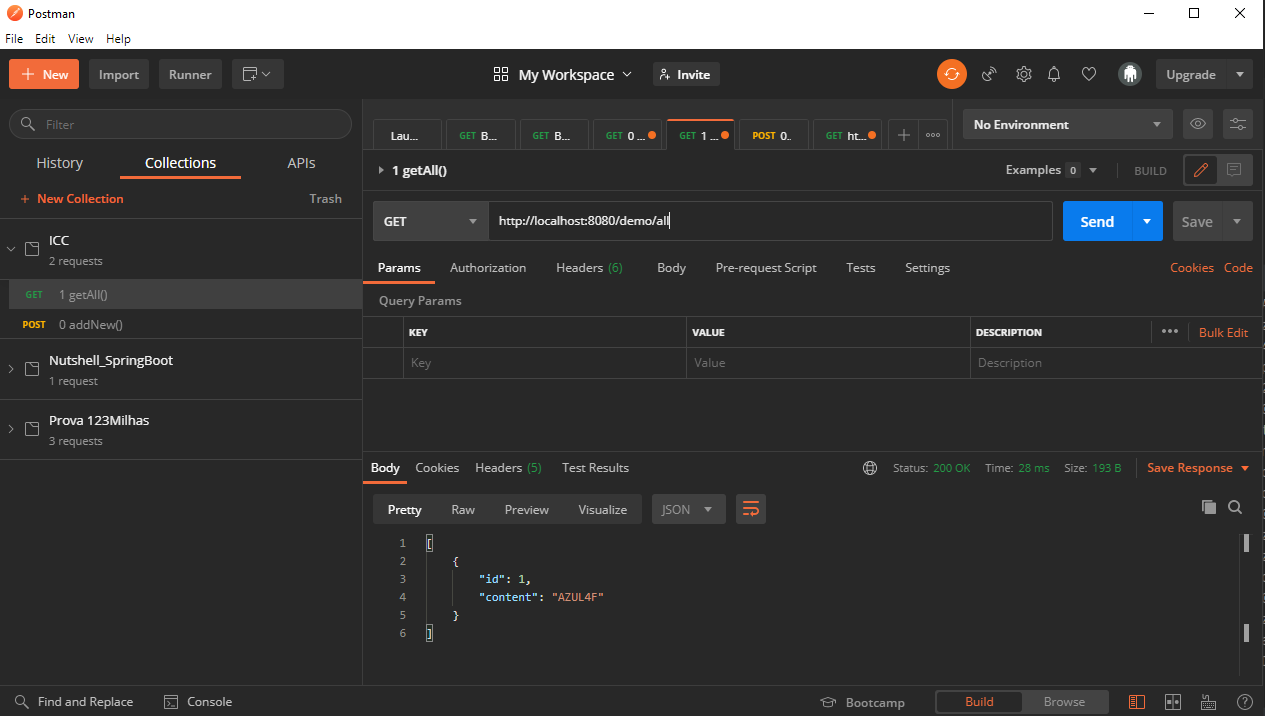 Postman
File Edit View Help
New Import Runner My Workspace Invite Upgrade
Filter
History Collections APIs
New Collection Trash
ICC
2 requests
GET 1 getAll()
POST 0 addNew()
Nutshell_SpringBoot
1 request
Prova 123Milhas
3 requests
Lau... GET B... GET B... GET 0 ... GET 1 ... POST 0.. GET ht... No Environment
1 getAll() Examples 0 BUILD
GET http://localhost:8080/demo/all Send Save
Params Authorization Headers (6) Body Pre-request Script Tests Settings Cookies Code
Query Params
KEY VALUE DESCRIPTION Bulk Edit
Key Value Description
Body Cookies Headers (5) Test Results Status: 200 OK Time: 28 ms Size: 193 B Save Response
Pretty Raw Preview Visualize JSON
1 [
2 {
3 "id": 1,
4 "content": "AZUL4F"
5 }
6 ]
Find and Replace Console Bootcamp Build Browse